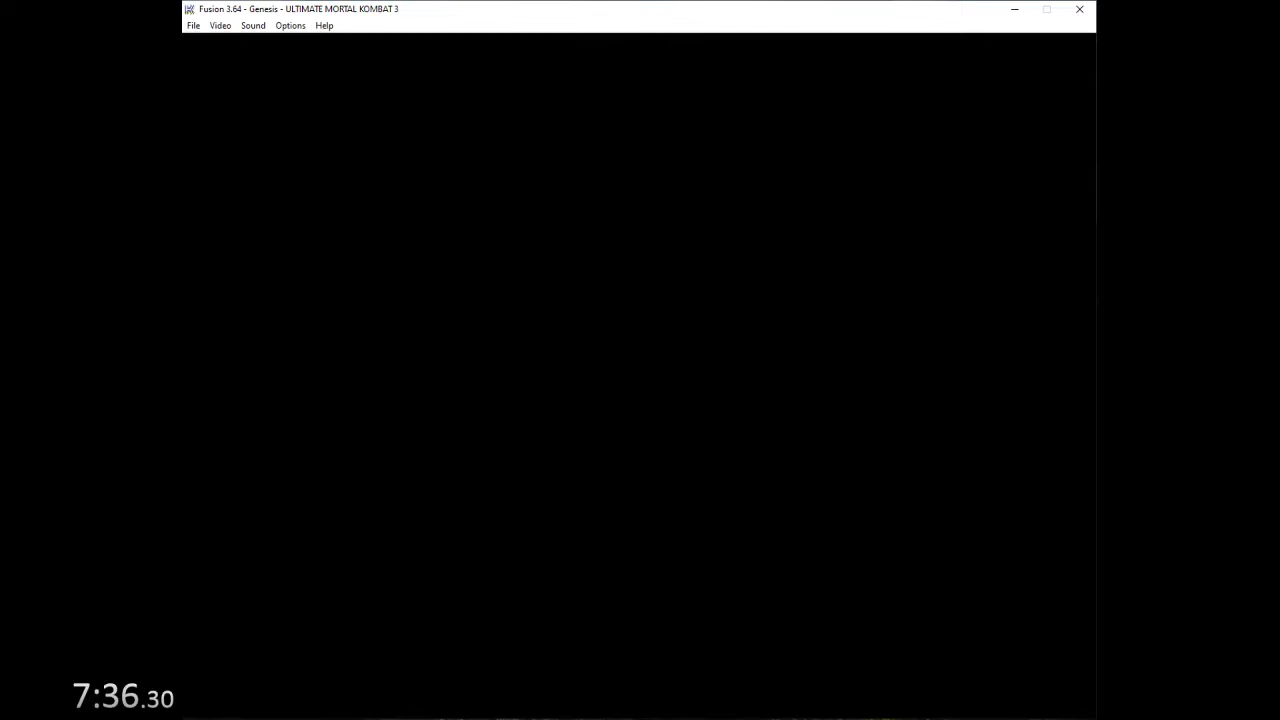 Fusion 3.64 - Genesis - ULTIMATE MORTAL KOMBAT 3
File Video Sound Options Help
7:36.30